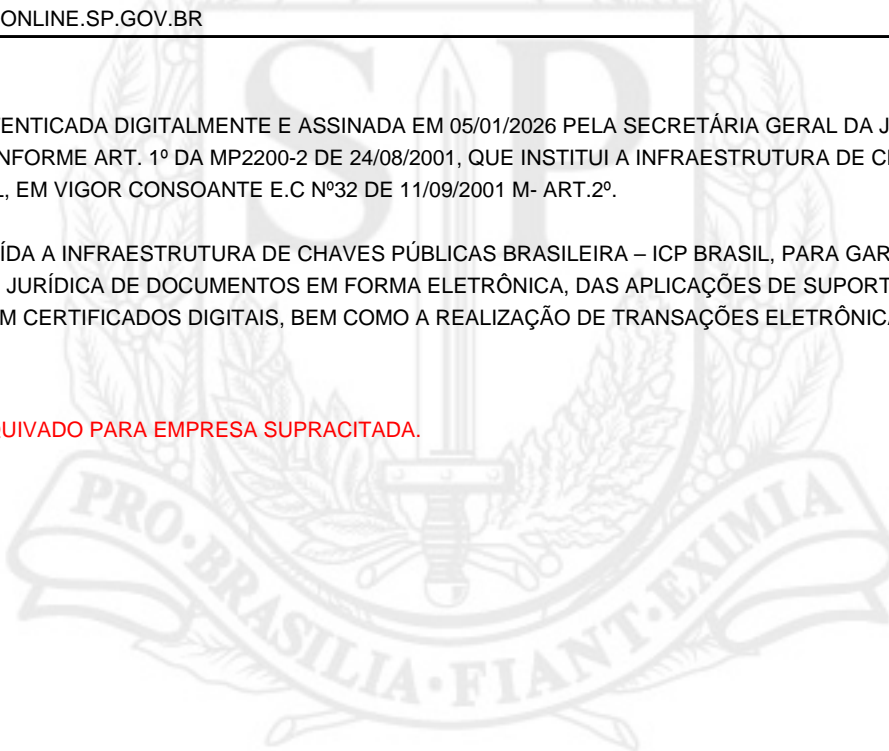 ONLINE.SP.GOV.BR
TENTICADA DIGITALMENTE E ASSINADA EM 05/01/2026 PELA SECRETÁRIA GERAL DA J
NFORME ART. 1º DA MP2200-2 DE 24/08/2001, QUE INSTITUI A INFRAESTRUTURA DE C
L, EM VIGOR CONSOANTE E.C Nº32 DE 11/09/2001 M- ART.2º.
ÍDA A INFRAESTRUTURA DE CHAVES PÚBLICAS BRASILEIRA – ICP BRASIL, PARA GAR
JURÍDICA DE DOCUMENTOS EM FORMA ELETRÔNICA, DAS APLICAÇÕES DE SUPORT
M CERTIFICADOS DIGITAIS, BEM COMO A REALIZAÇÃO DE TRANSAÇÕES ELETRÔNICA
QUIVADO PARA EMPRESA SUPRACITADA.
SP
PRO·BRASILIA·FIANT·EXIMIA